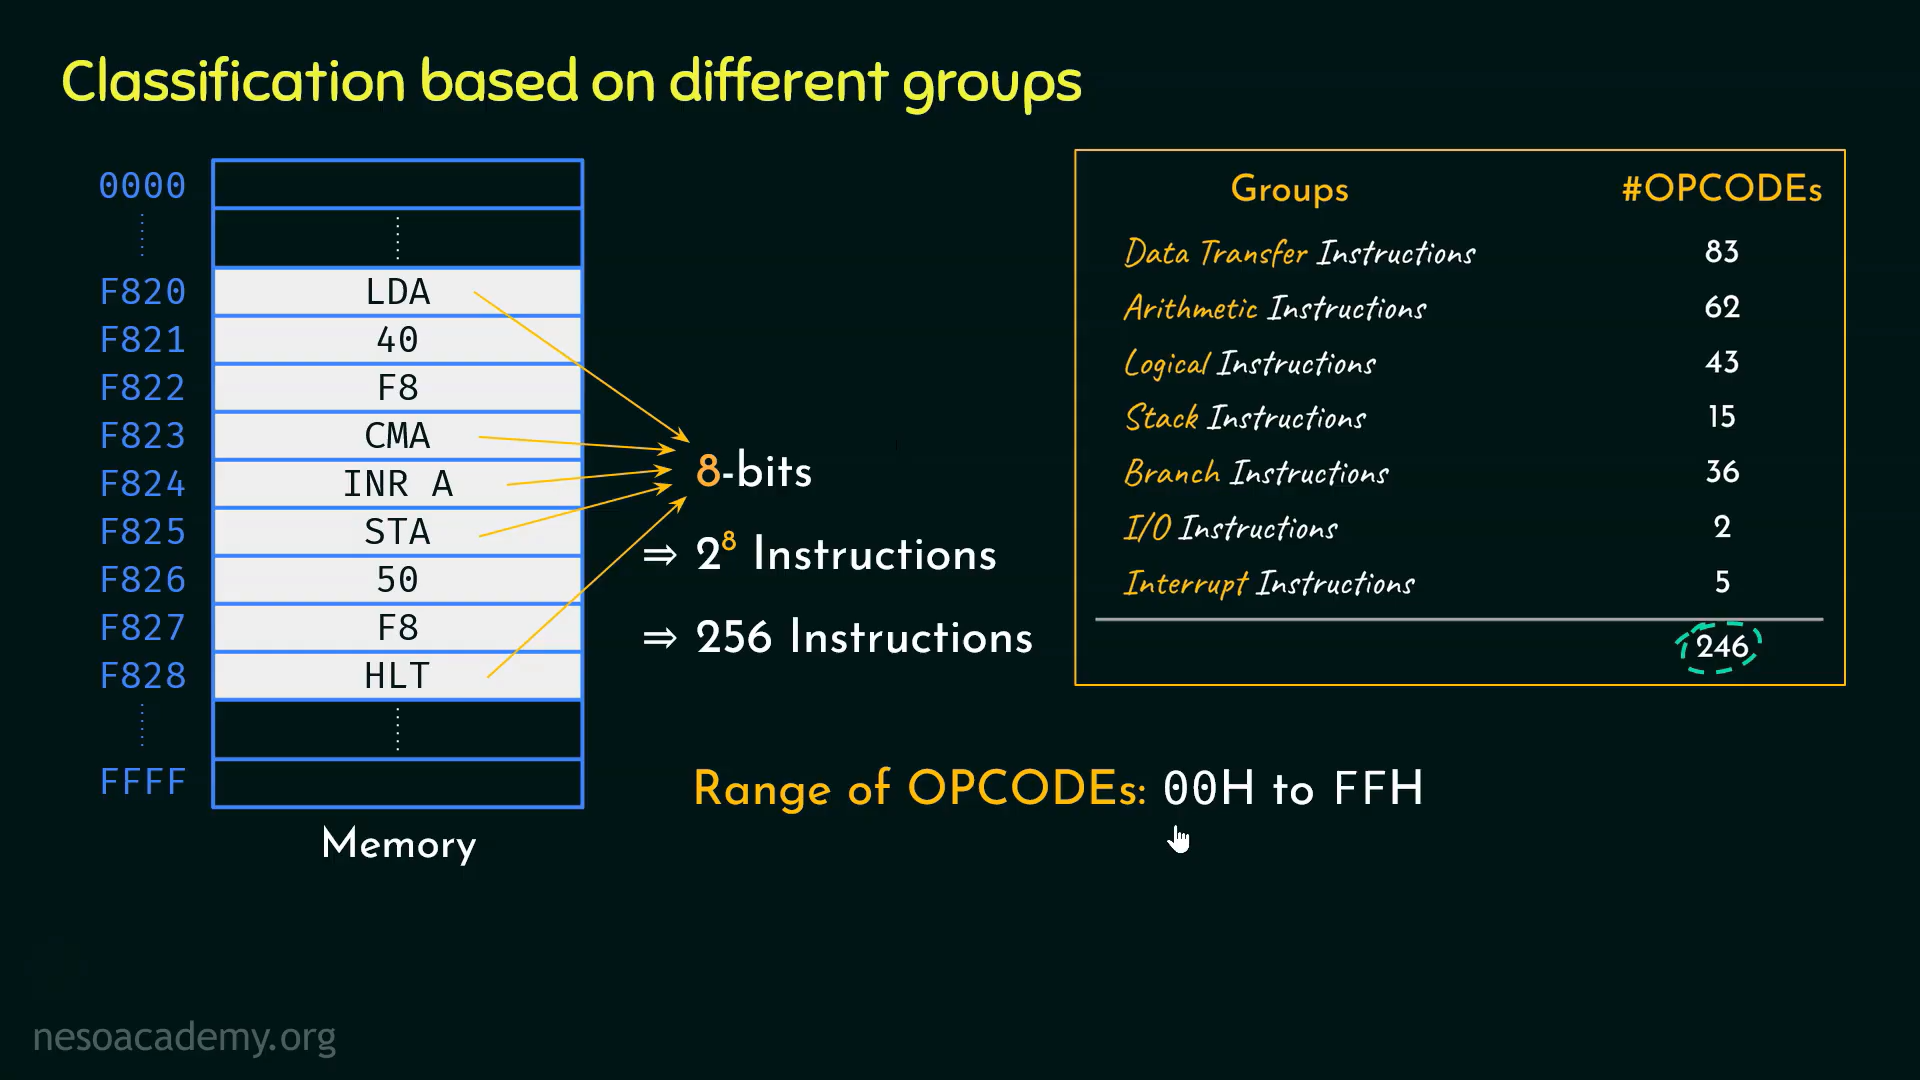 Classification based on different groups
0000
F820 LDA
F821 40
F822 F8
F823 CMA
F824 INR A
F825 STA
F826 50
F827 F8
F828 HLT
FFFF
Memory
8-bits
⇒ 2⁸ Instructions
⇒ 256 Instructions
Groups #OPCODEs
Data Transfer Instructions 83
Arithmetic Instructions 62
Logical Instructions 43
Stack Instructions 15
Branch Instructions 36
I/O Instructions 2
Interrupt Instructions 5
246
Range of OPCODEs: 00H to FFH
nesoacademy.org